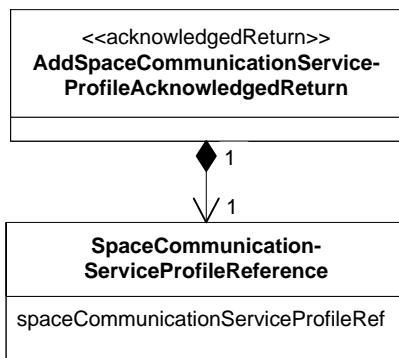 <<acknowledgedReturn>>
AddSpaceCommunicationService-
ProfileAcknowledgedReturn
1
1
SpaceCommunication-
ServiceProfileReference
spaceCommunicationServiceProfileRef